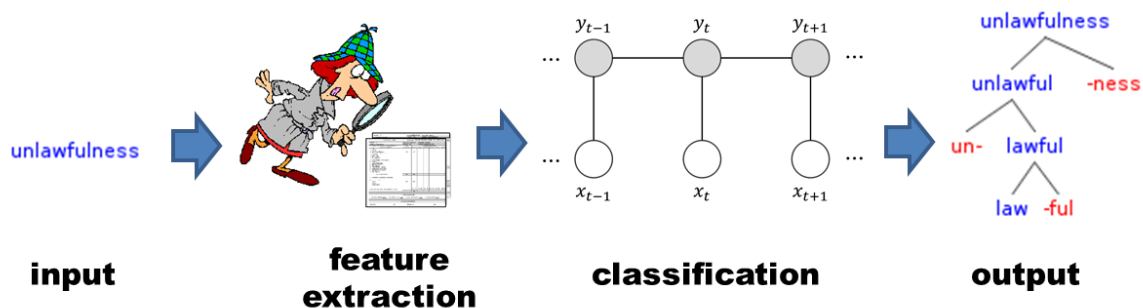 unlawfulness
input
feature
extraction
... y_{t-1} y_t y_{t+1} ...
... x_{t-1} x_t x_{t+1} ...
classification
unlawfulness
unlawful -ness
un- lawful
law -ful
output